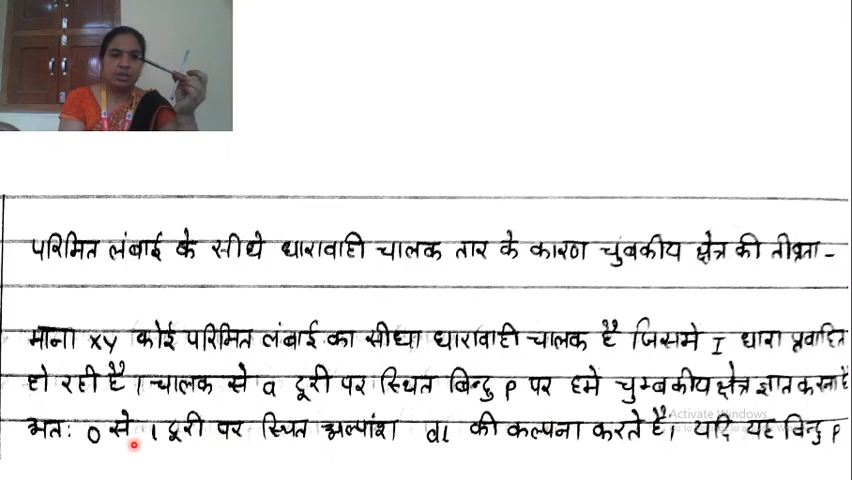 परिमित लंबाई के सीधे धारावाही चालक तार के कारण चुंबकीय क्षेत्र की तीव्रता -
माना xy कोई परिमित लंबाई का सीधा धारावाही चालक है जिसमे I धारा प्रवाहित
हो रही है । चालक से a दूरी पर स्थित बिन्दु P पर हमे चुम्बकीय क्षेत्र ज्ञात करना है
Activate Windows
अतः O से l दूरी पर स्थित अल्पांश dl की कल्पना करते है। यदि यह बिन्दु P